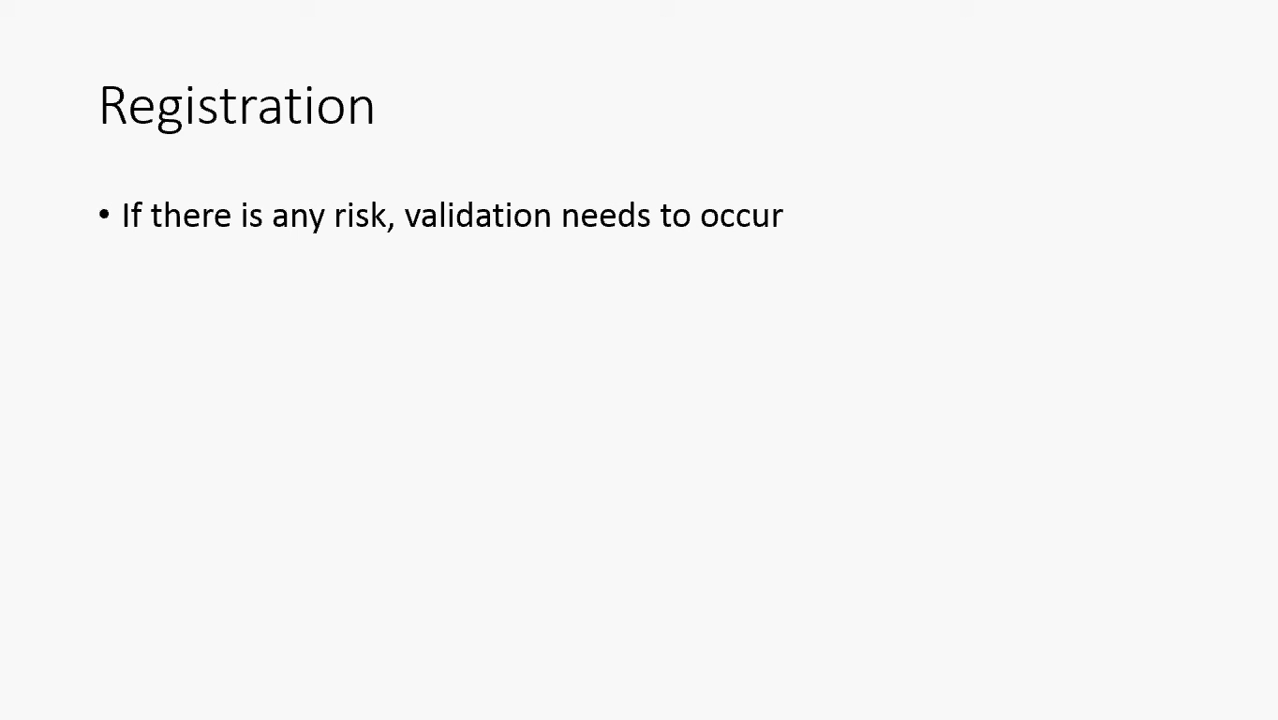 Registration
• If there is any risk, validation needs to occur